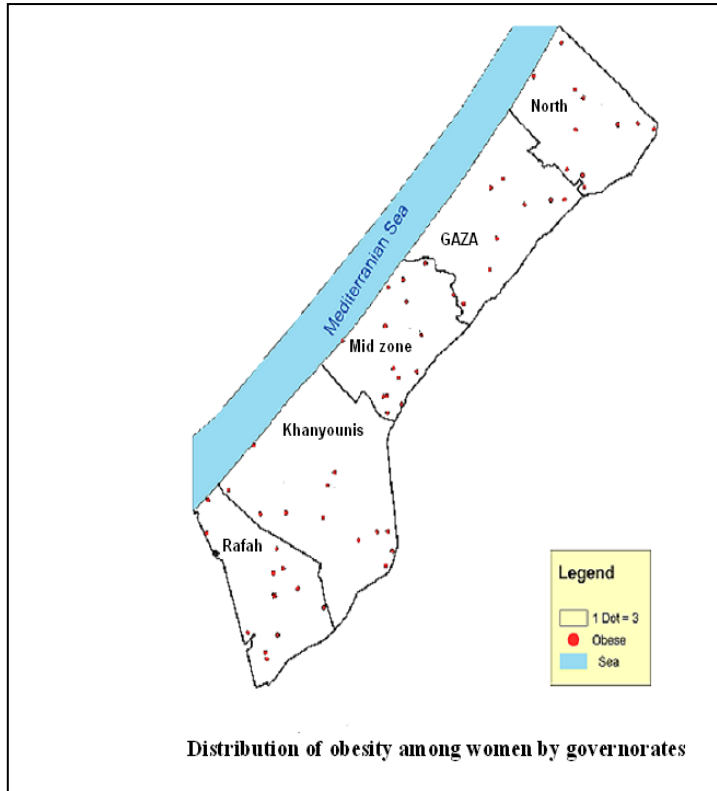 North
GAZA
Mediterranian Sea
Mid zone
Khanyounis
Rafah
Legend
1 Dot = 3
Obese
Sea
Distribution of obesity among women by governorates